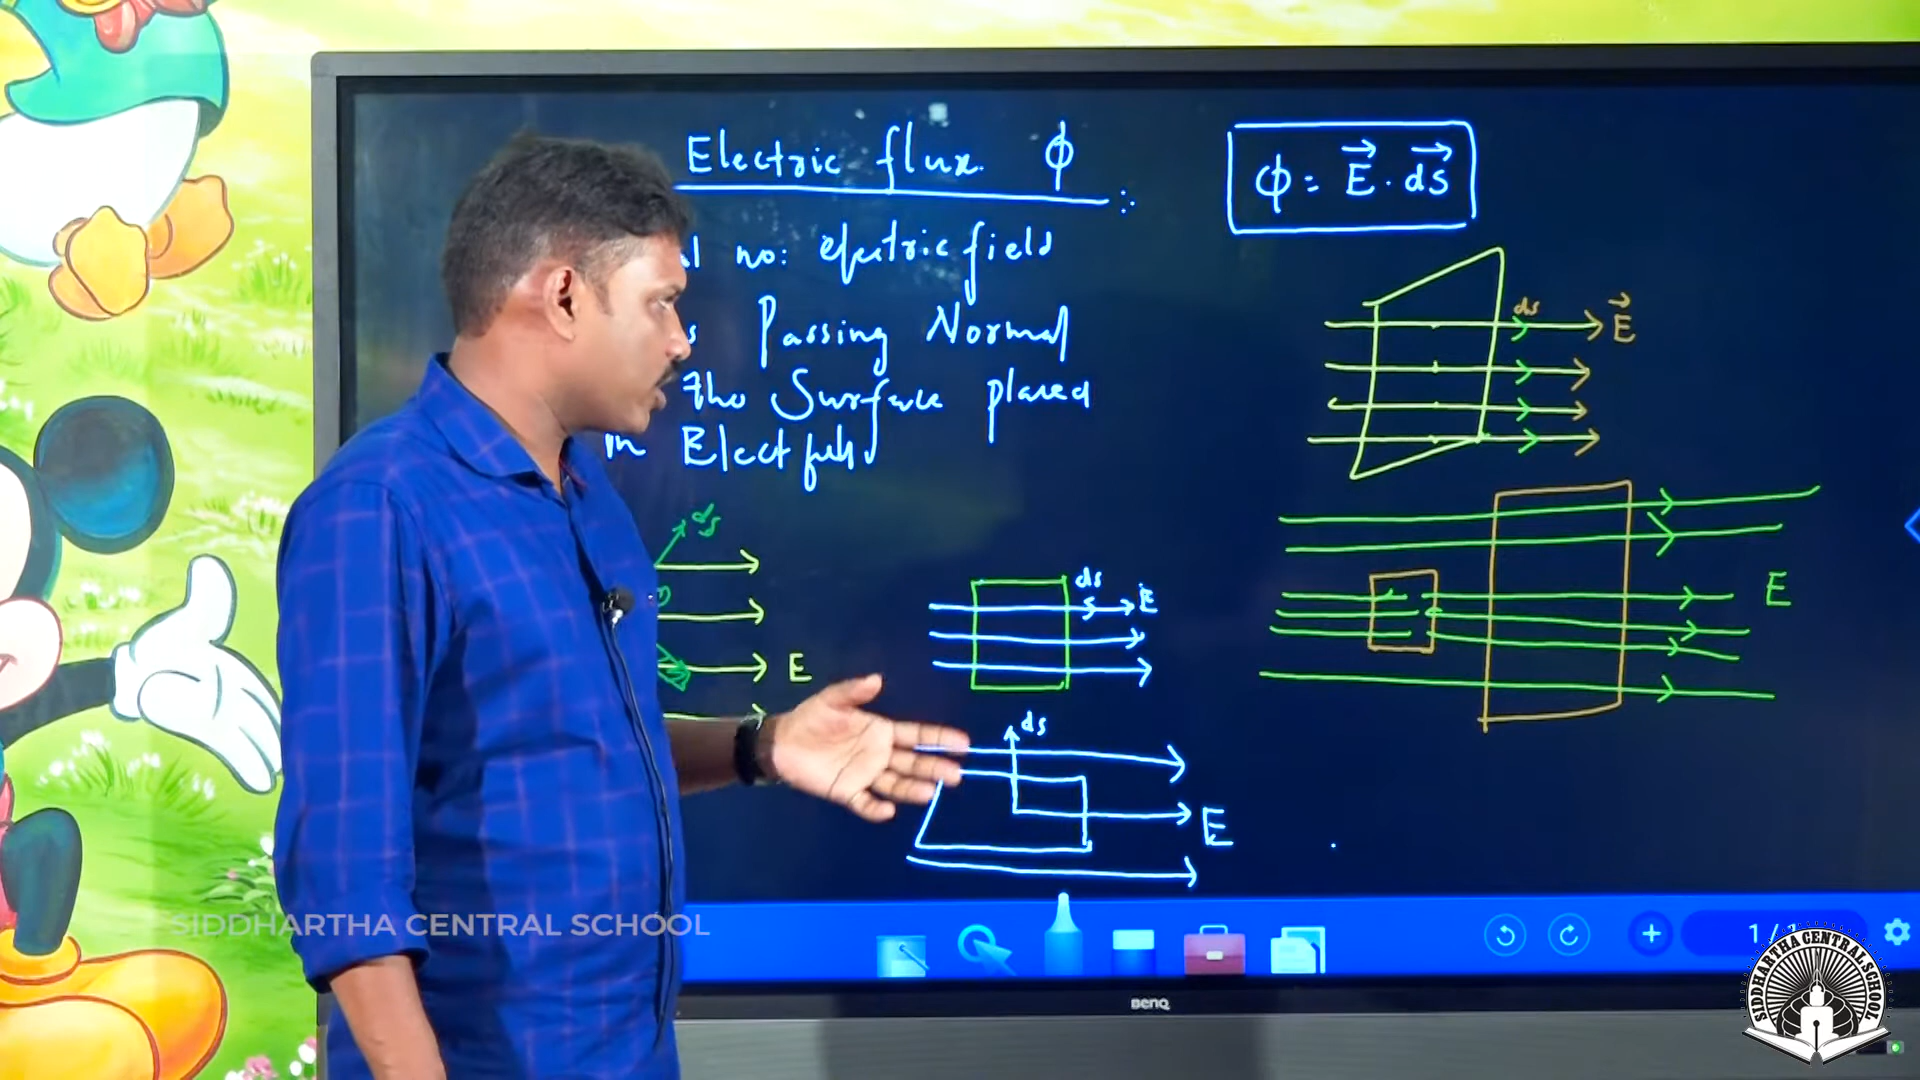 Electric flux ϕ :
no: electric field
Passing Normal
The Surface placed
in Elect field
ϕ = E⃗ · ds⃗
ds E⃗
ds
E
ds E
ds
E
E
SIDDHARTHA CENTRAL SCHOOL
BenQ
SIDDHARTHA CENTRAL SCHOOL